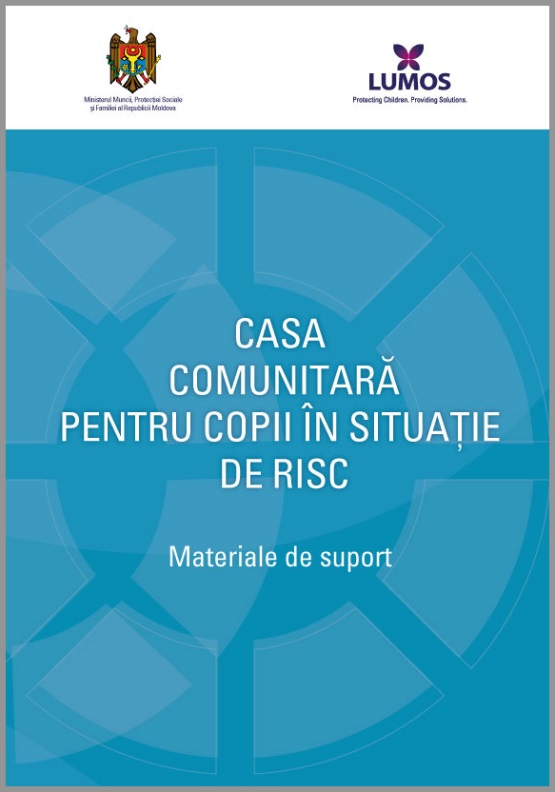 Ministerul Muncii, Protecției Sociale
și Familiei al Republicii Moldova
LUMOS
Protecting Children. Providing Solutions.
CASA
COMUNITARĂ
PENTRU COPII ÎN SITUAȚIE
DE RISC
Materiale de suport